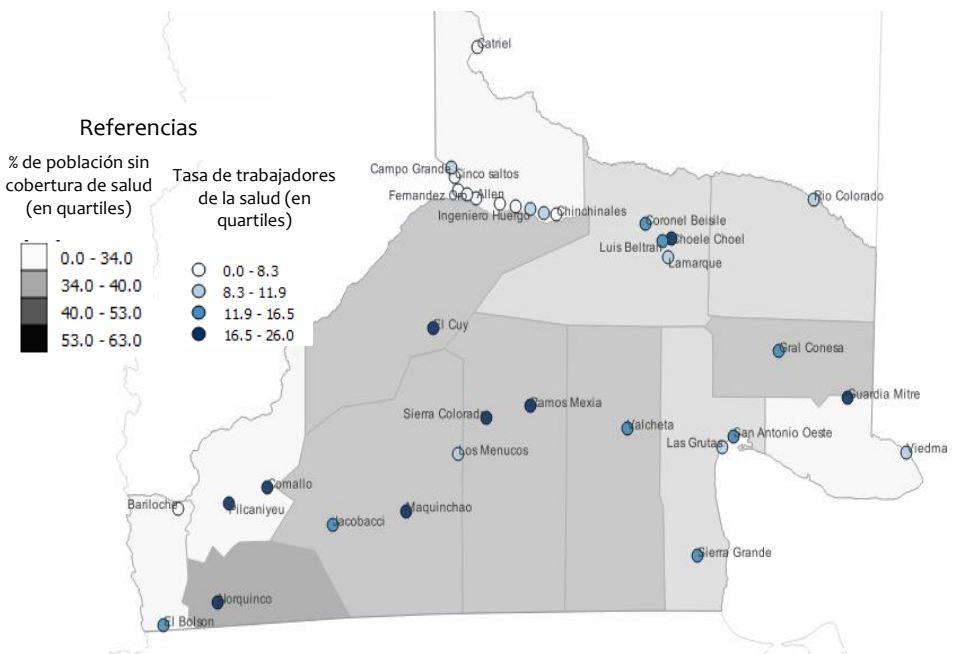 Catriel
Referencias
% de población sin
cobertura de salud
(en quartiles)
0.0 - 34.0
34.0 - 40.0
40.0 - 53.0
53.0 - 63.0
Tasa de trabajadores
de la salud (en
quartiles)
0.0 - 8.3
8.3 - 11.9
11.9 - 16.5
16.5 - 26.0
Campo Grande
Cinco saltos
Fernandez Oro
Allen
Ingeniero Huergo
Chinchinales
Rio Colorado
Coronel Beisile
Choele Choel
Luis Beltran
Lamarque
El Cuy
Gral Conesa
Guardia Mitre
Ramos Mexia
Sierra Colorada
Valcheta
San Antonio Oeste
Las Grutas
Viedma
Los Menucos
Comallo
Pilcaniyeu
Bariloche
Maquinchao
Jacobacci
Sierra Grande
Norquinco
El Bolson